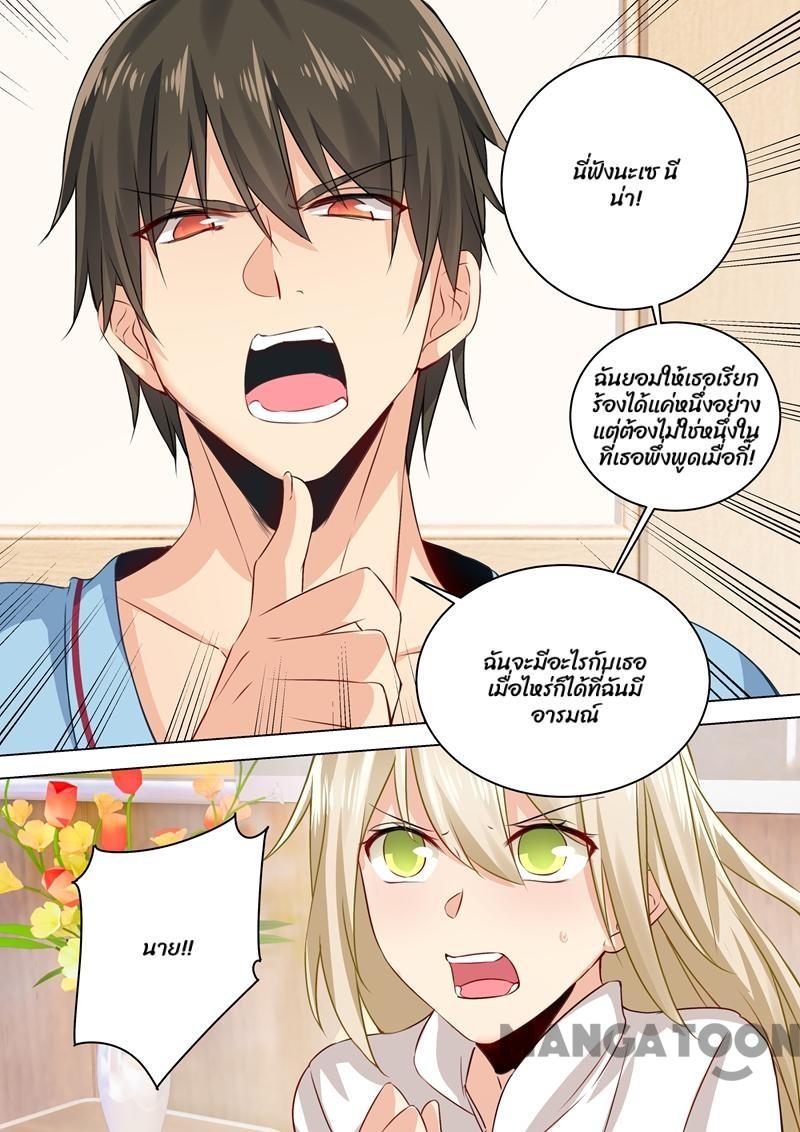 นี่ฟังนะเซ นี
น่า!
ฉันยอมให้เธอเรียก
ร้องได้แค่หนึ่งอย่าง
แต่ต้องไม่ใช่หนึ่งใน
ที่เธอพึ่งพูดเมื่อกี้!
ฉันจะมีอะไรกับเธอ
เมื่อไหร่ก็ได้ที่ฉันมี
อารมณ์
นาย!!
MANGATOON